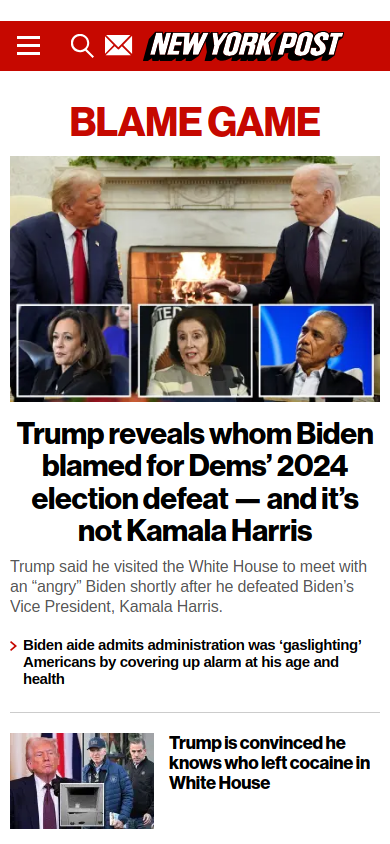 NEW YORK POST
BLAME GAME
TED
Trump reveals whom Biden
blamed for Dems’ 2024
election defeat — and it’s
not Kamala Harris
Trump said he visited the White House to meet with
an “angry” Biden shortly after he defeated Biden’s
Vice President, Kamala Harris.
Biden aide admits administration was ‘gaslighting’
Americans by covering up alarm at his age and
health
Trump is convinced he
knows who left cocaine in
White House